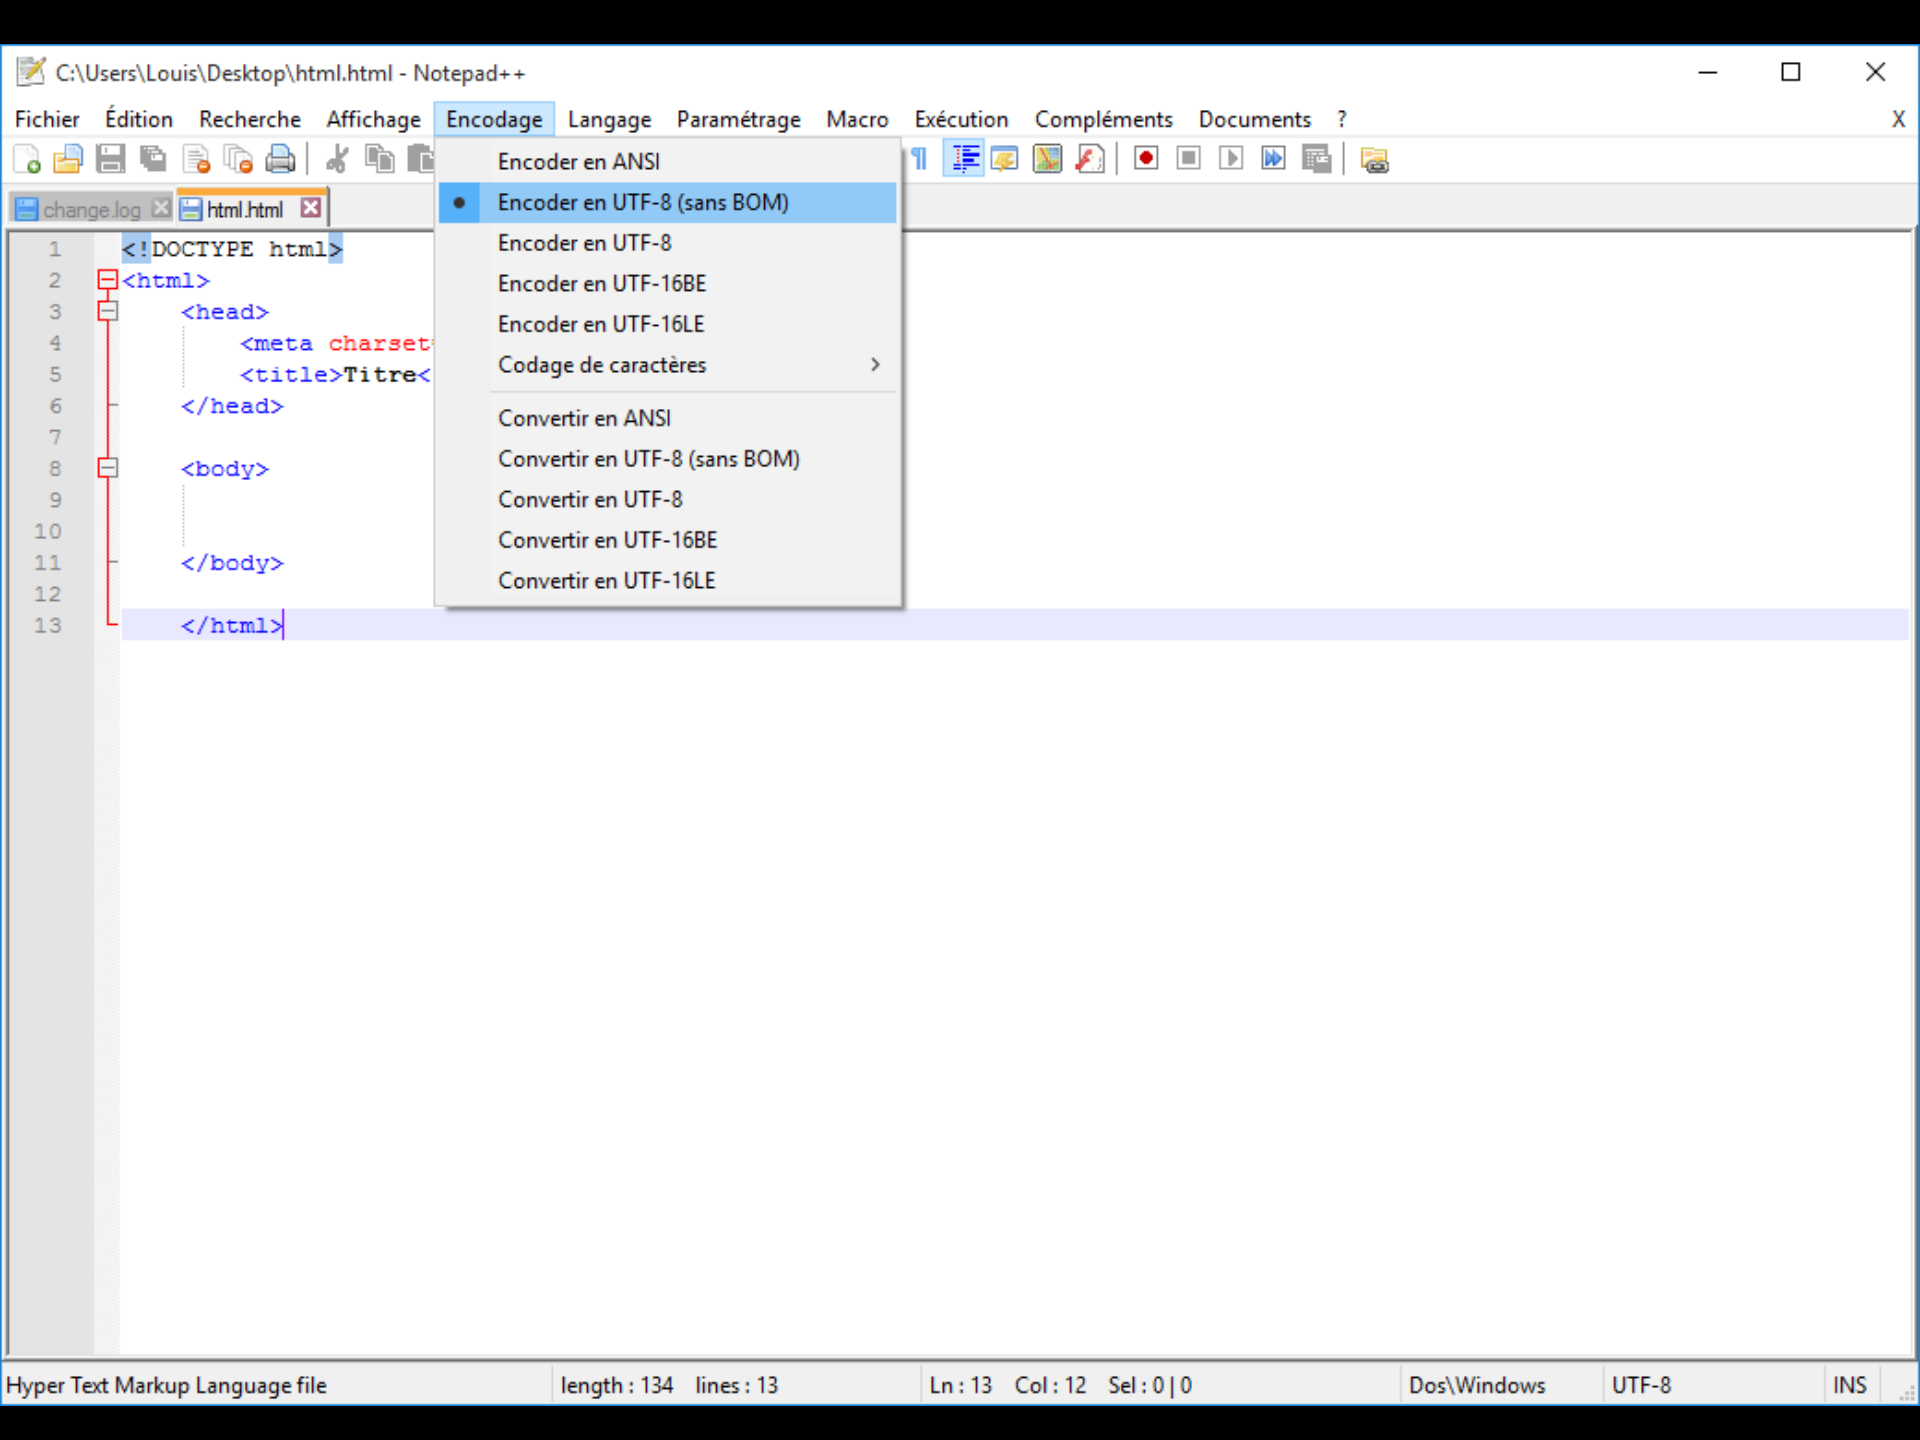 C:\Users\Louis\Desktop\html.html - Notepad++
Fichier Édition Recherche Affichage Encodage Langage Paramétrage Macro Exécution Compléments Documents ? X
change.log html.html
Encoder en ANSI
Encoder en UTF-8 (sans BOM)
Encoder en UTF-8
Encoder en UTF-16BE
Encoder en UTF-16LE
Codage de caractères
Convertir en ANSI
Convertir en UTF-8 (sans BOM)
Convertir en UTF-8
Convertir en UTF-16BE
Convertir en UTF-16LE
1 <!DOCTYPE html>
2 <html>
3 <head>
4 <meta charset
5 <title>Titre<
6 </head>
7
8 <body>
9
10
11 </body>
12
13 </html>
Hyper Text Markup Language file length : 134 lines : 13 Ln : 13 Col : 12 Sel : 0 | 0 Dos\Windows UTF-8 INS